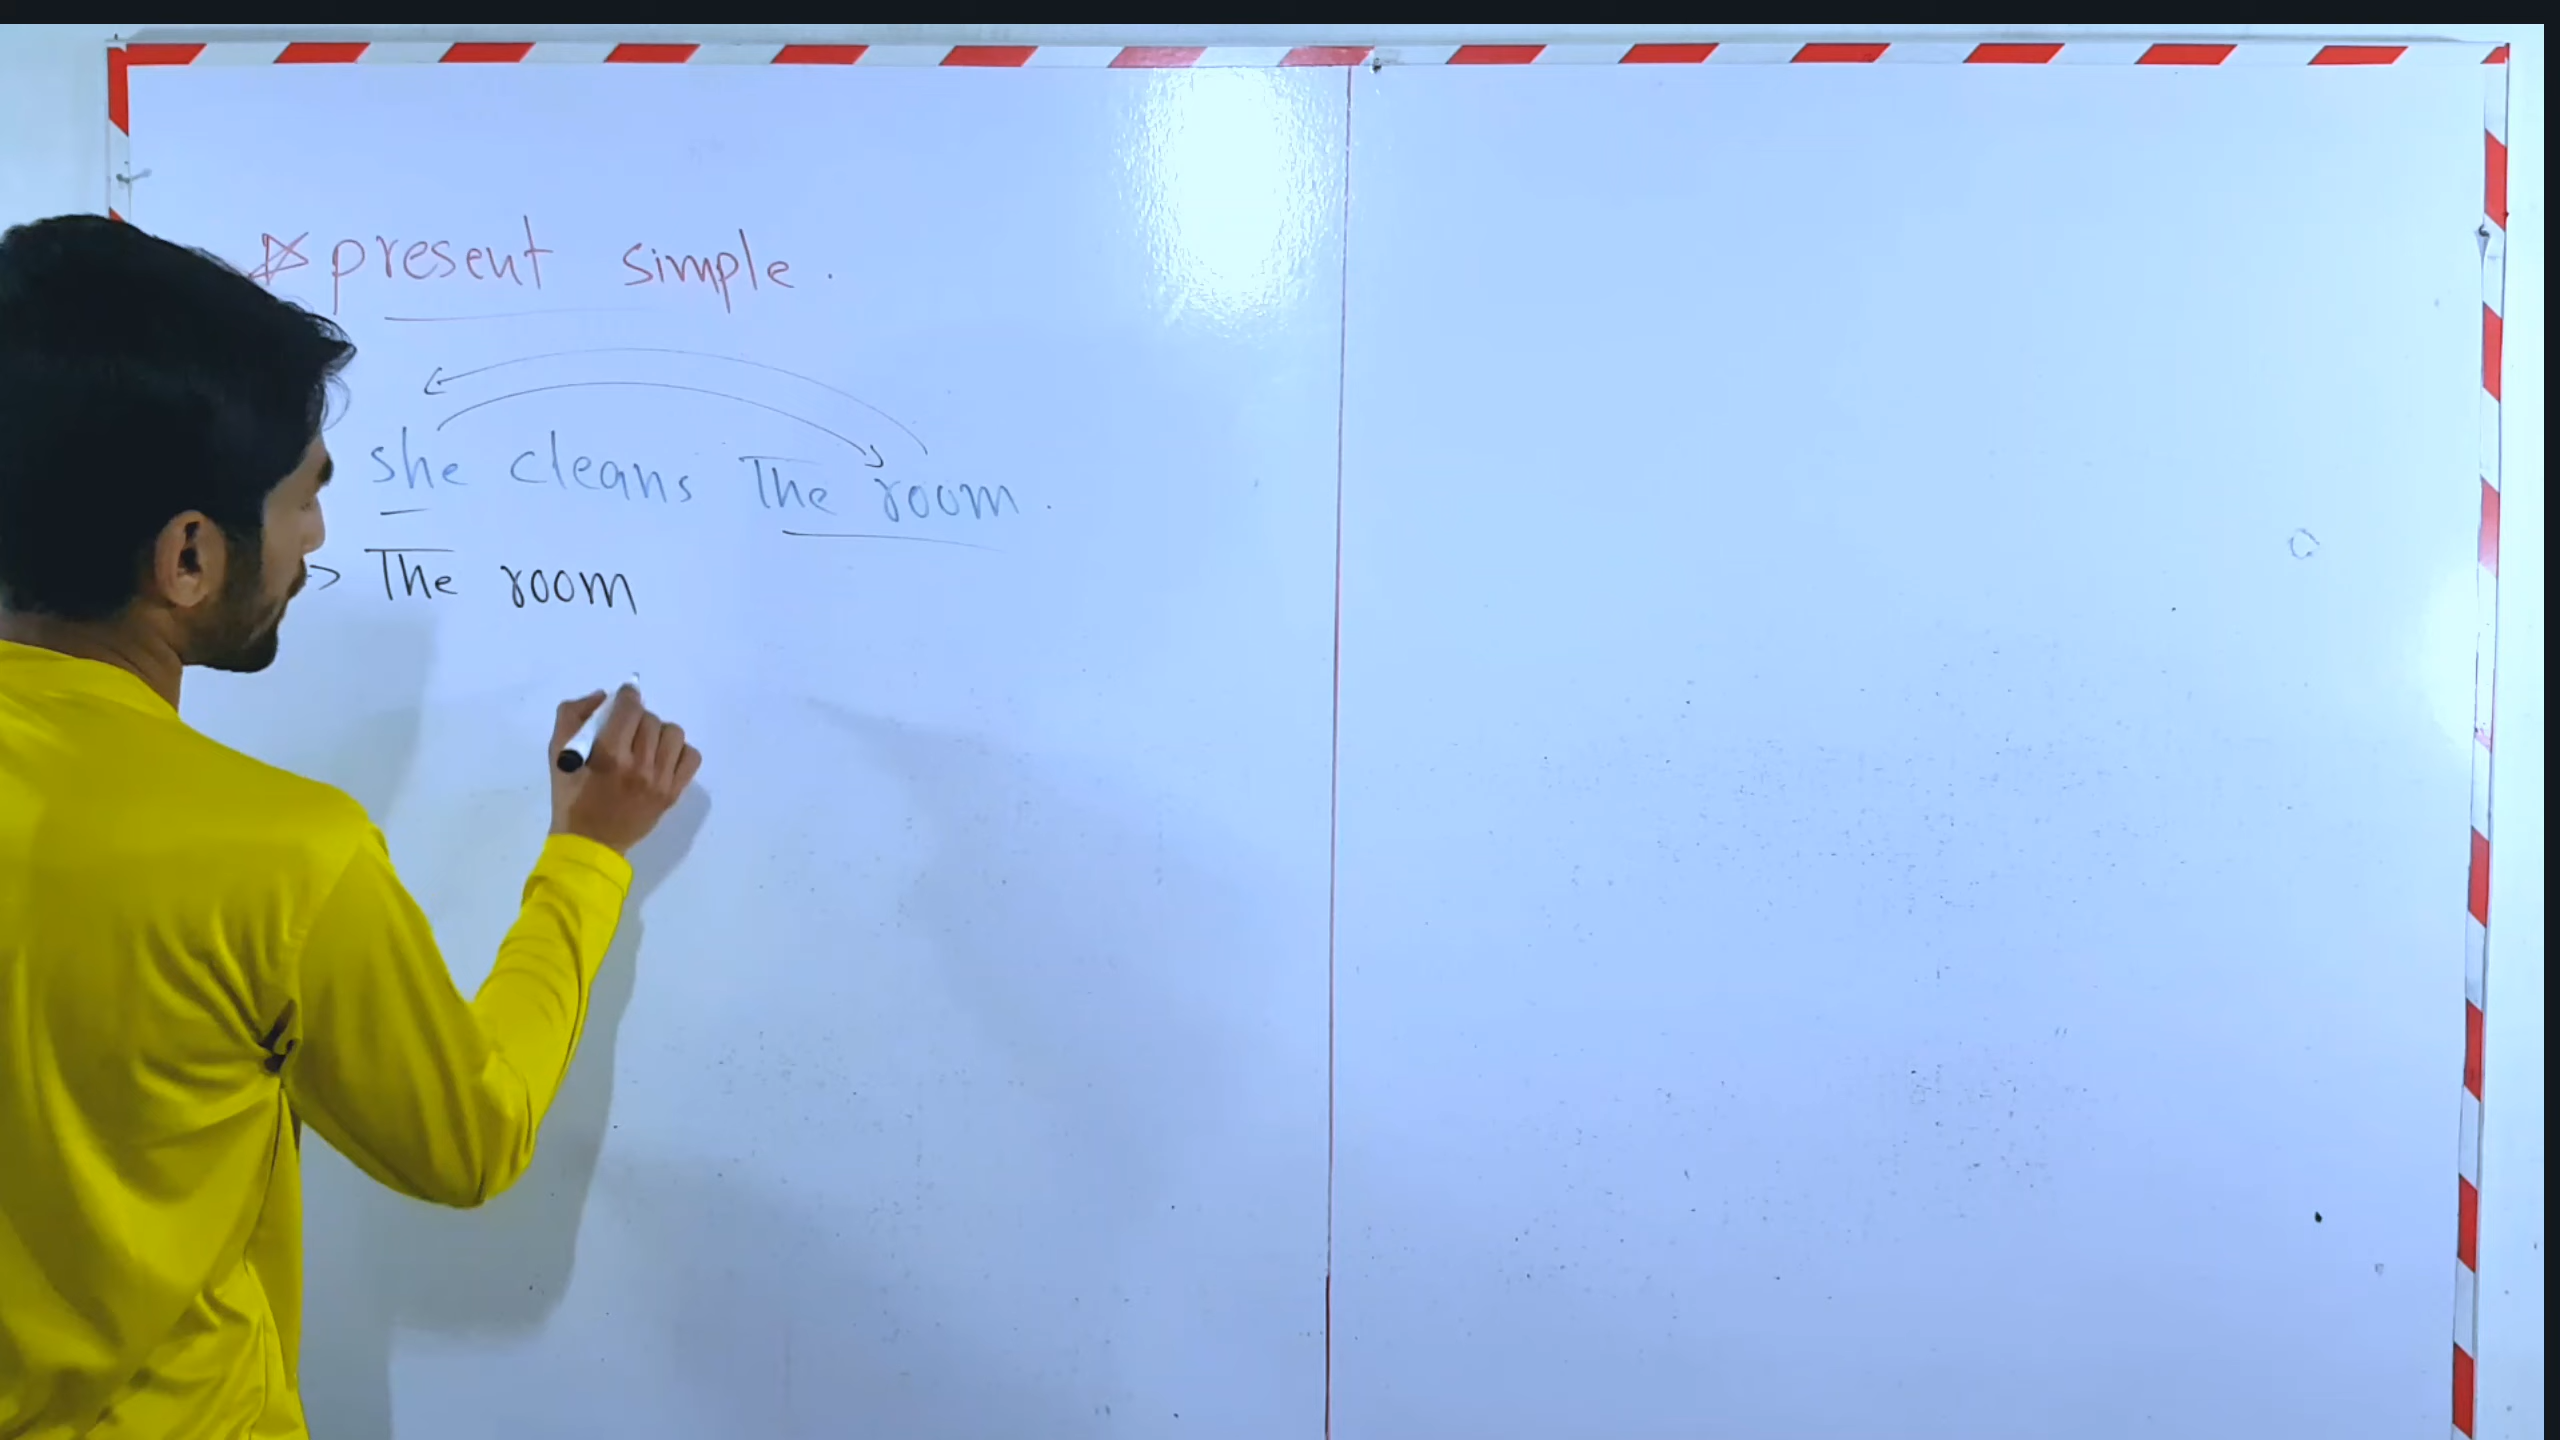 present simple.
she cleans The room.
-> The room